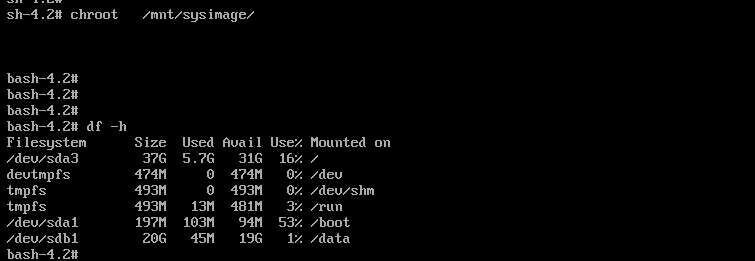 sh-4.2#
sh-4.2# chroot   /mnt/sysimage/
bash-4.2#
bash-4.2#
bash-4.2#
bash-4.2# df -h
Filesystem      Size  Used Avail Use% Mounted on
/dev/sda3        37G  5.7G   31G  16% /
devtmpfs        474M     0  474M   0% /dev
tmpfs           493M     0  493M   0% /dev/shm
tmpfs           493M   13M  481M   3% /run
/dev/sda1       197M  103M   94M  53% /boot
/dev/sdb1        20G   45M   19G   1% /data
bash-4.2#